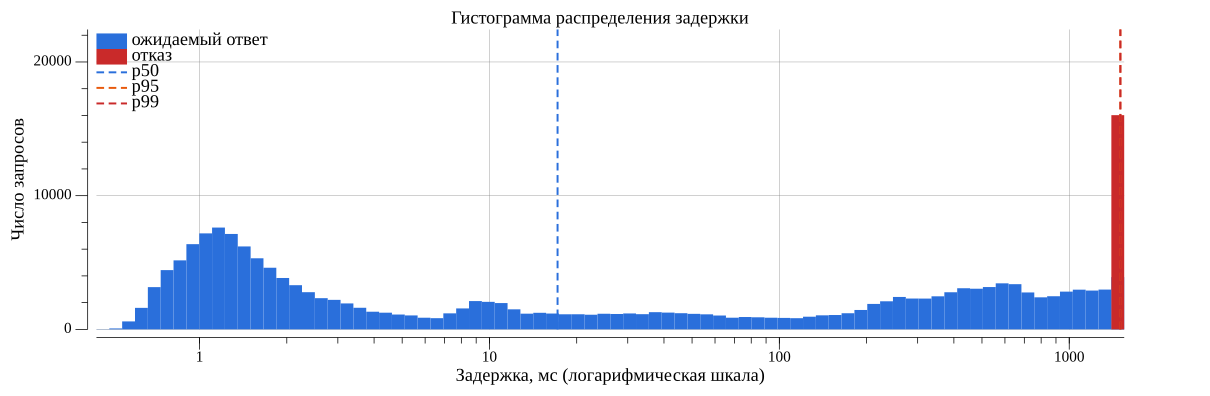 Гистограмма распределения задержки
ожидаемый ответ
отказ
p50
p95
p99
Число запросов
20000
10000
0
1
10
100
1000
Задержка, мс (логарифмическая шкала)